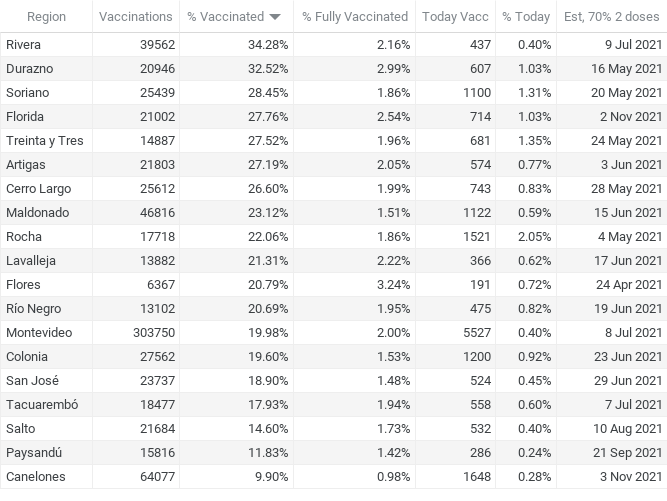 Region Vaccinations % Vaccinated % Fully Vaccinated Today Vacc % Today Est, 70% 2 doses
Rivera 39562 34.28% 2.16% 437 0.40% 9 Jul 2021
Durazno 20946 32.52% 2.99% 607 1.03% 16 May 2021
Soriano 25439 28.45% 1.86% 1100 1.31% 20 May 2021
Florida 21002 27.76% 2.54% 714 1.03% 2 Nov 2021
Treinta y Tres 14887 27.52% 1.96% 681 1.35% 24 May 2021
Artigas 21803 27.19% 2.05% 574 0.77% 3 Jun 2021
Cerro Largo 25612 26.60% 1.99% 743 0.83% 28 May 2021
Maldonado 46816 23.12% 1.51% 1122 0.59% 15 Jun 2021
Rocha 17718 22.06% 1.86% 1521 2.05% 4 May 2021
Lavalleja 13882 21.31% 2.22% 366 0.62% 17 Jun 2021
Flores 6367 20.79% 3.24% 191 0.72% 24 Apr 2021
Río Negro 13102 20.69% 1.95% 475 0.82% 19 Jun 2021
Montevideo 303750 19.98% 2.00% 5527 0.40% 8 Jul 2021
Colonia 27562 19.60% 1.53% 1200 0.92% 23 Jun 2021
San José 23737 18.90% 1.48% 524 0.45% 29 Jun 2021
Tacuarembó 18477 17.93% 1.94% 558 0.60% 7 Jul 2021
Salto 21684 14.60% 1.73% 532 0.40% 10 Aug 2021
Paysandú 15816 11.83% 1.42% 286 0.24% 21 Sep 2021
Canelones 64077 9.90% 0.98% 1648 0.28% 3 Nov 2021